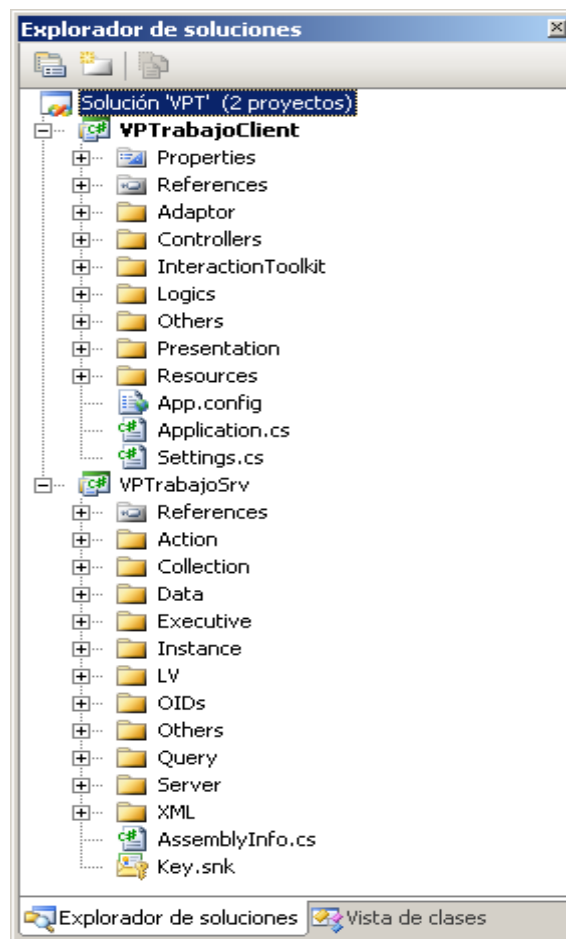 Explorador de soluciones
Solución 'VPT' (2 proyectos)
VPTrabajoClient
Properties
References
Adaptor
Controllers
InteractionToolkit
Logics
Others
Presentation
Resources
App.config
Application.cs
Settings.cs
VPTrabajoSrv
References
Action
Collection
Data
Executive
Instance
LV
OIDs
Others
Query
Server
XML
AssemblyInfo.cs
Key.snk
Explorador de soluciones Vista de clases